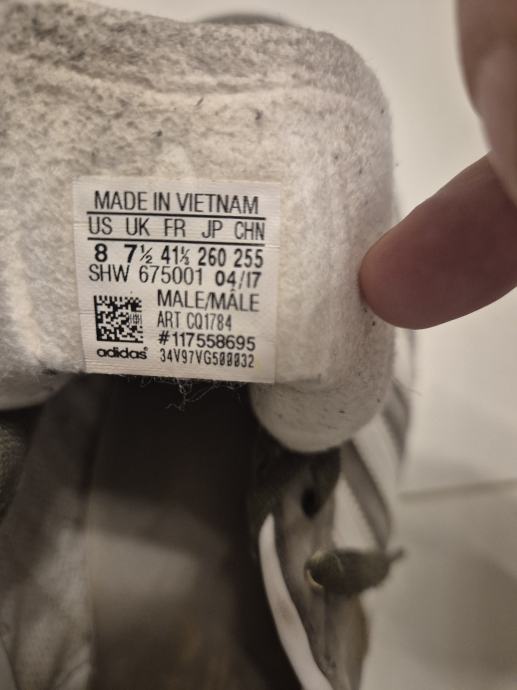 MADE IN VIETNAM
US UK FR JP CHN
8 7½ 41⅓ 260 255
SHW 675001 04/17
MALE/MÂLE
ART CQ1784
#117558695
adidas® 34V97VG500032